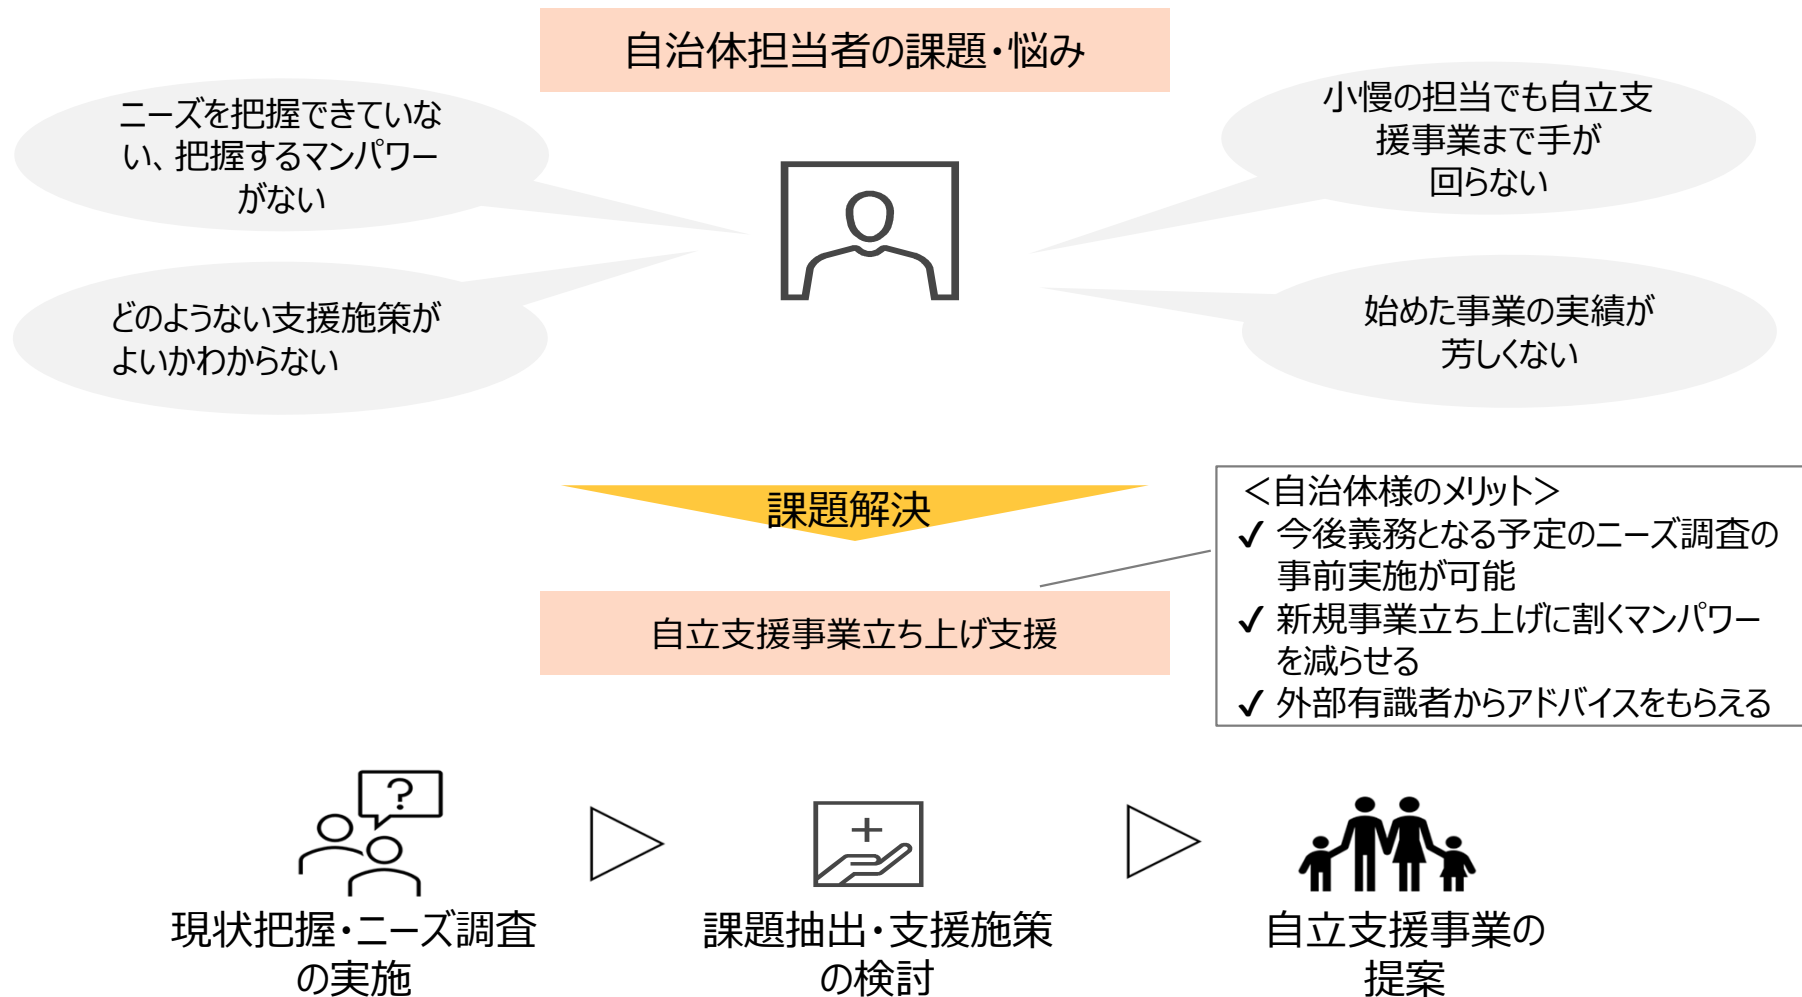 自治体担当者の課題・悩み
ニーズを把握できていな
い、把握するマンパワー
がない
小慢の担当でも自立支
援事業まで手が
回らない
どのようない支援施策が
よいかわからない
始めた事業の実績が
芳しくない
課題解決
＜自治体様のメリット＞
✓ 今後義務となる予定のニーズ調査の
事前実施が可能
✓ 新規事業立ち上げに割くマンパワー
を減らせる
✓ 外部有識者からアドバイスをもらえる
自立支援事業立ち上げ支援
?
現状把握・ニーズ調査
の実施
課題抽出・支援施策
の検討
自立支援事業の
提案